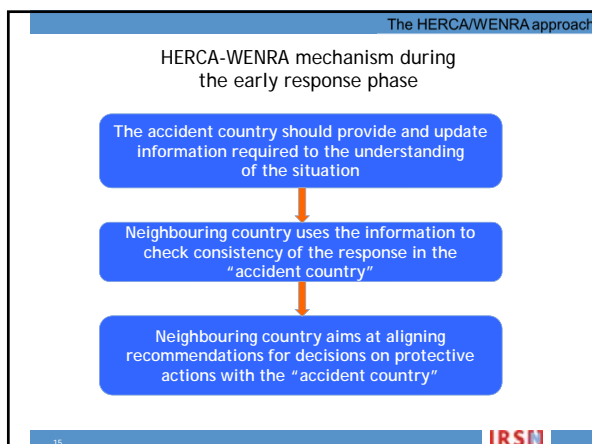 The HERCA/WENRA approach
HERCA-WENRA mechanism during
the early response phase
The accident country should provide and update
information required to the understanding
of the situation
Neighbouring country uses the information to
check consistency of the response in the
“accident country”
Neighbouring country aims at aligning
recommendations for decisions on protective
actions with the “accident country”
15
IRSN